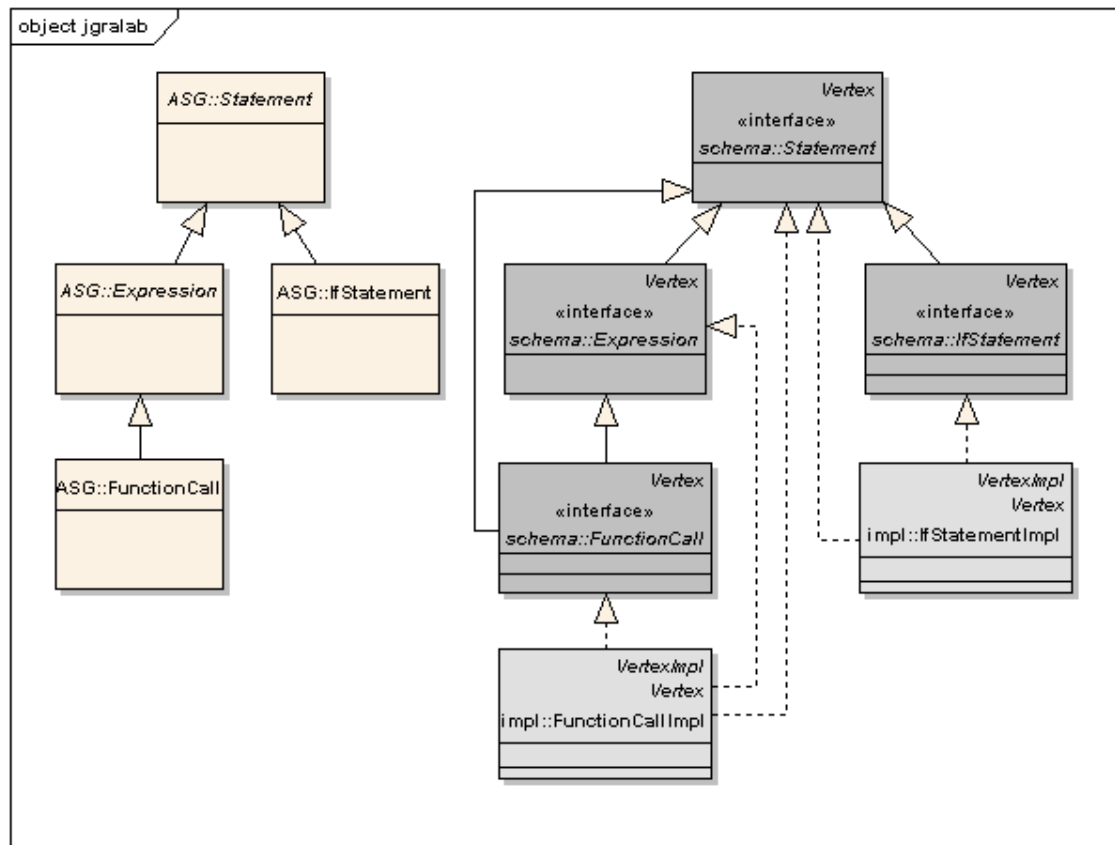 object jgralab
ASG::Statement
ASG::Expression
ASG::IfStatement
ASG::FunctionCall
Vertex
«interface»
schema::Statement
Vertex
«interface»
schema::Expression
Vertex
«interface»
schema::IfStatement
Vertex
«interface»
schema::FunctionCall
VertexImpl
Vertex
impl::IfStatementImpl
VertexImpl
Vertex
impl::FunctionCallImpl